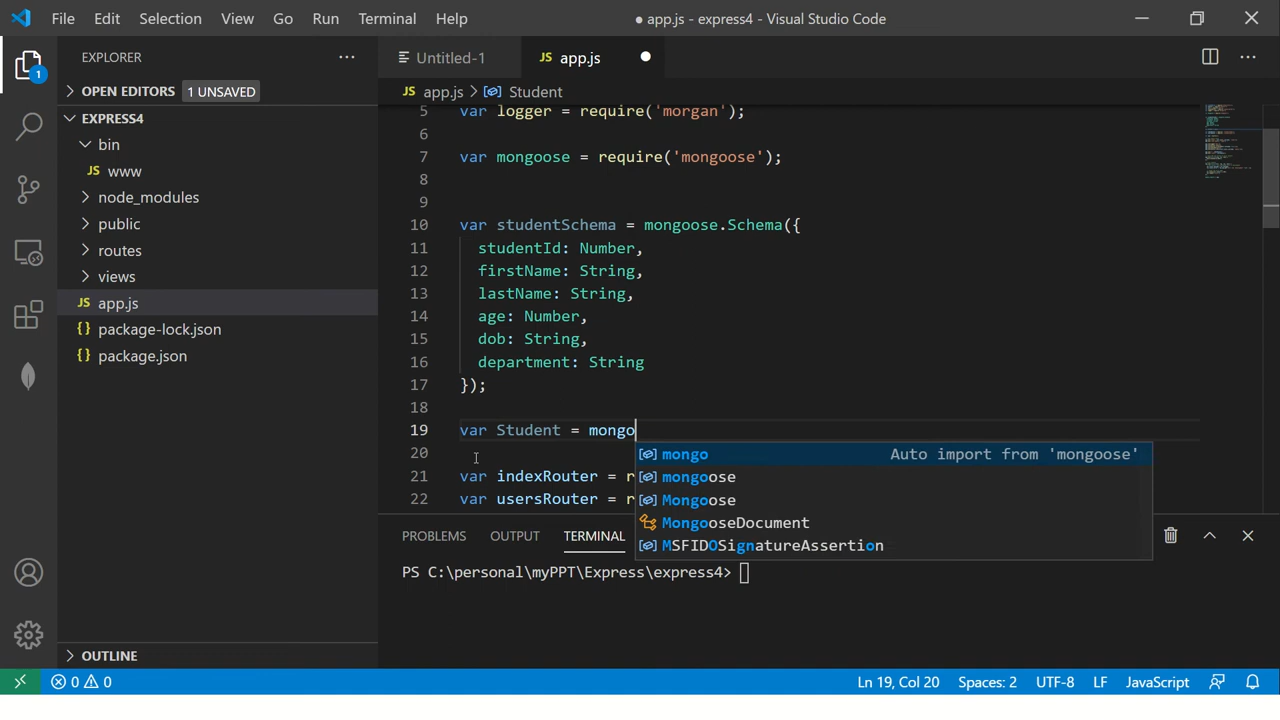 File Edit Selection View Go Run Terminal Help
● app.js - express4 - Visual Studio Code
EXPLORER
OPEN EDITORS 1 UNSAVED
EXPRESS4
bin
JS www
node_modules
public
routes
views
JS app.js
{} package-lock.json
{} package.json
OUTLINE
1
Untitled-1
JS app.js
JS app.js > Student
5 var logger = require('morgan');
6
7 var mongoose = require('mongoose');
8
9
10 var studentSchema = mongoose.Schema({
11 studentId: Number,
12 firstName: String,
13 lastName: String,
14 age: Number,
15 dob: String,
16 department: String
17 });
18
19 var Student = mongo
20
21 var indexRouter = r
22 var usersRouter = r
mongo Auto import from 'mongoose'
mongoose
Mongoose
MongooseDocument
MSFIDOSignatureAssertion
PROBLEMS OUTPUT TERMINAL
PS C:\personal\myPPT\Express\express4>
0 0 Ln 19, Col 20 Spaces: 2 UTF-8 LF JavaScript